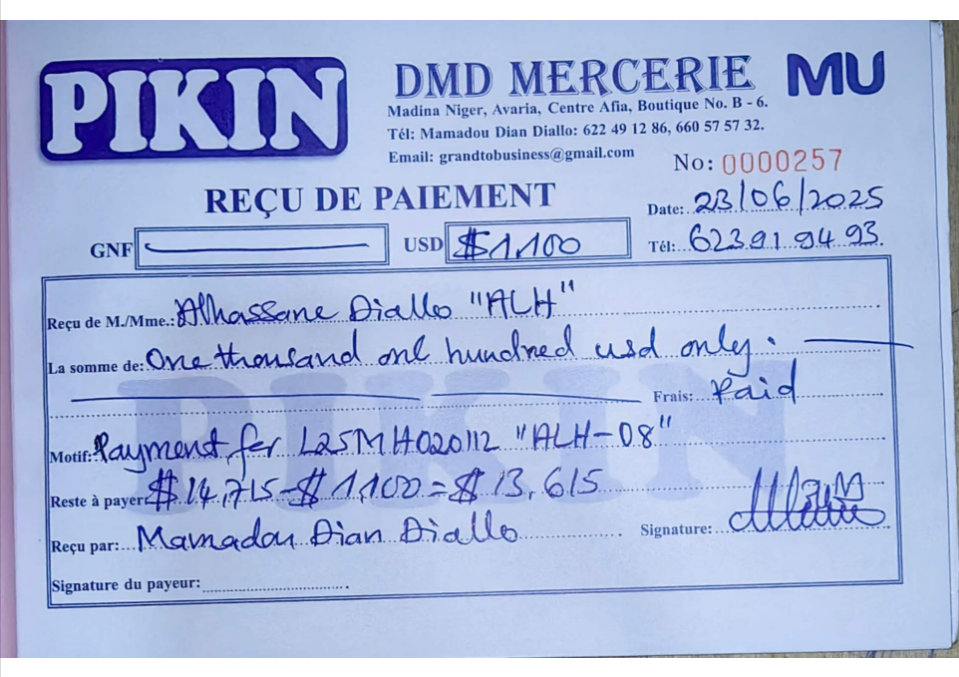 PIKIN
DMD MERCERIE
MU
Madina Niger, Avaria, Centre Afia, Boutique No. B - 6.
Tél: Mamadou Dian Diallo: 622 49 12 86, 660 57 57 32.
Email: grandtobusiness@gmail.com
No: 0000257
REÇU DE PAIEMENT
Date: 23/06/2025
GNF
USD $1,100
Tél: 623 91 94 93.
Reçu de M./Mme.: Alhassane Diallo "ALH"
La somme de: One thousand one hundred usd only.
Frais: Paid
PIKIN
Motif: Payment for L25MH020112 "ALH-08"
Reste à payer $14,715-$1,100=$13,615
Reçu par: Mamadou Dian Diallo
Signature:
Signature du payeur: